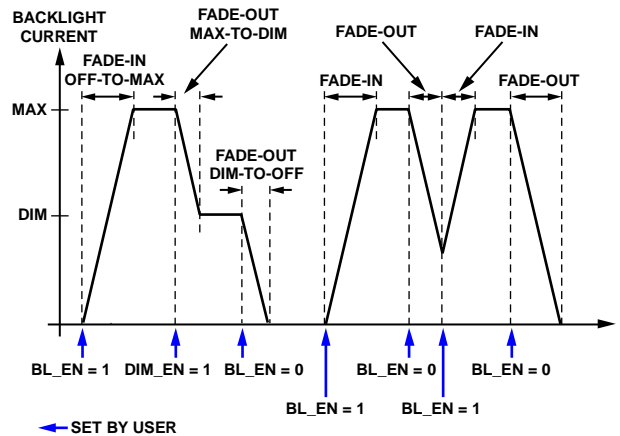 BACKLIGHT
CURRENT
FADE-OUT
MAX-TO-DIM
FADE-OUT
FADE-IN
FADE-IN
OFF-TO-MAX
FADE-IN
FADE-OUT
MAX
FADE-OUT
DIM-TO-OFF
DIM
BL_EN = 1
DIM_EN = 1
BL_EN = 0
BL_EN = 0
BL_EN = 0
BL_EN = 1
BL_EN = 1
SET BY USER